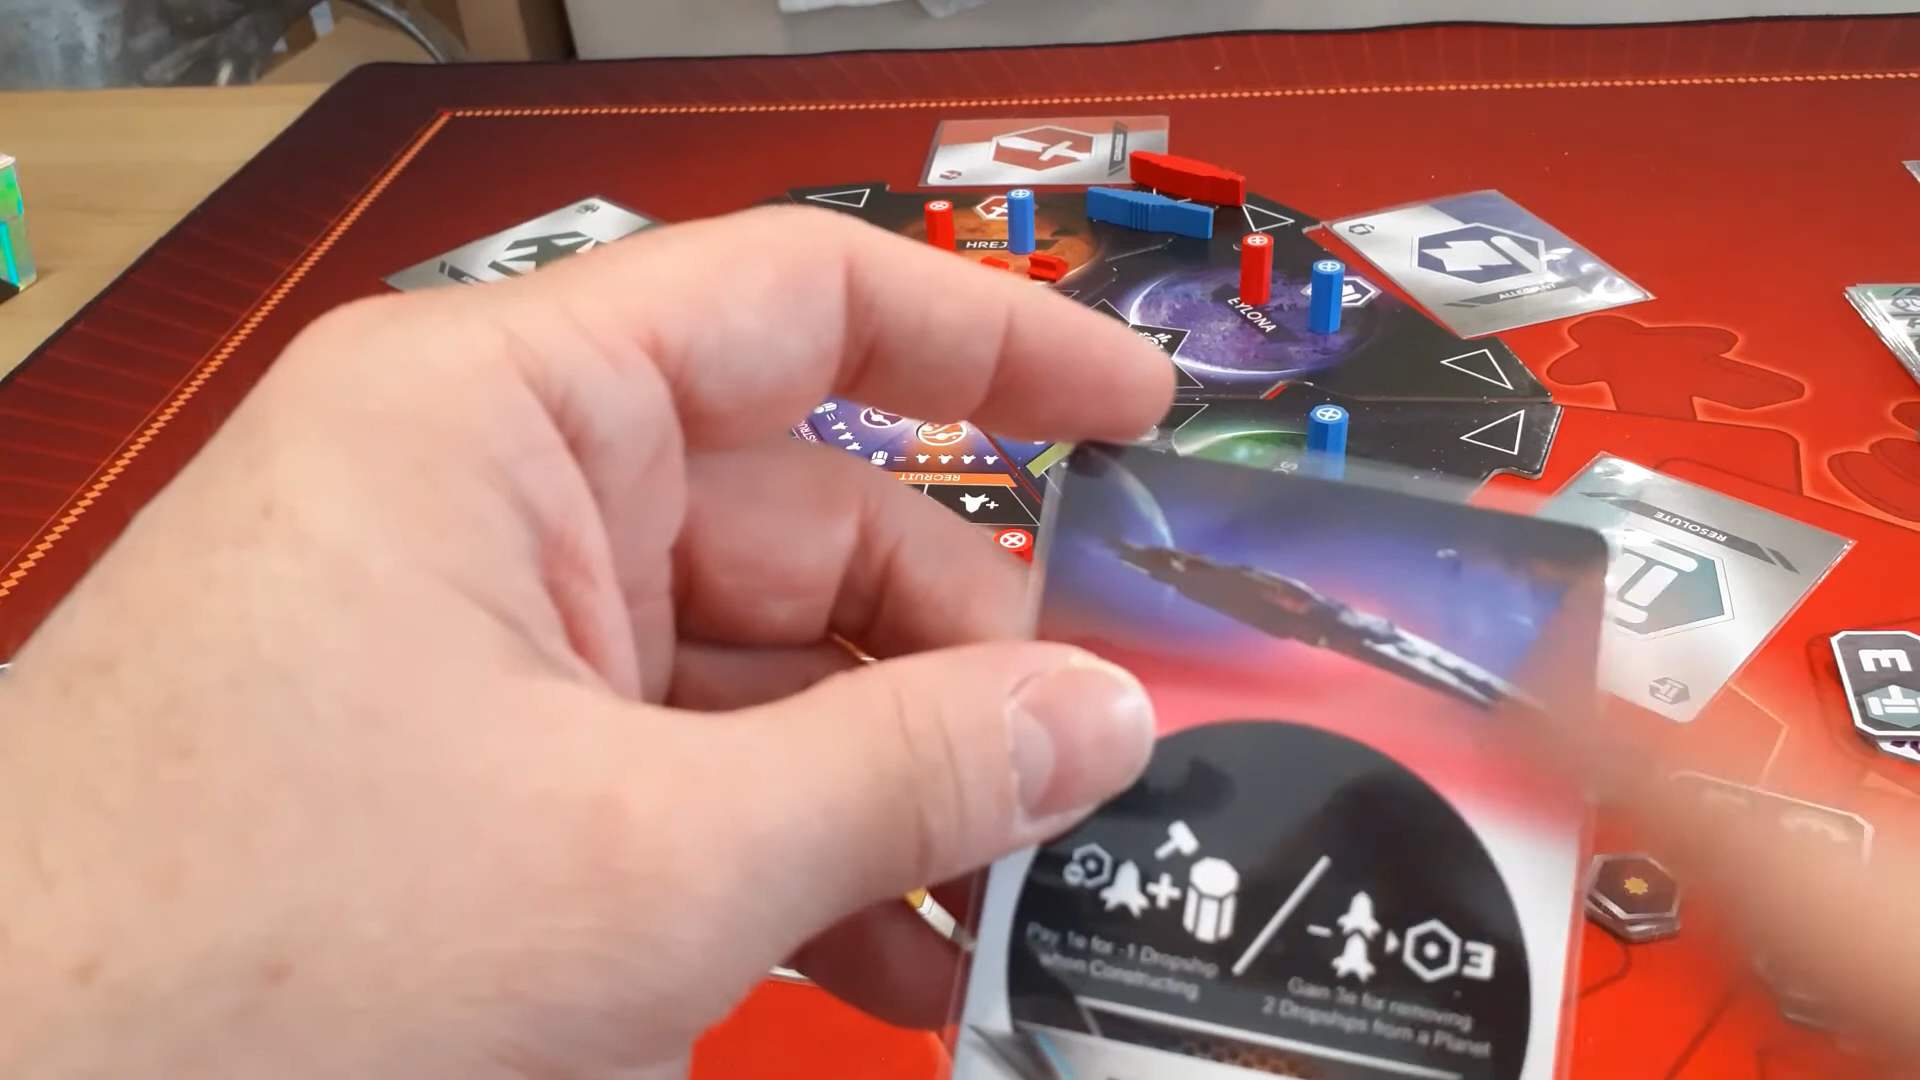 HREJ
EYLONA
ALLEGIANT
RECRUIT
RESOLUTE
E
3
Pay 1e for -1 Dropship
when Constructing
Gain 3e for removing
2 Dropships from a Planet